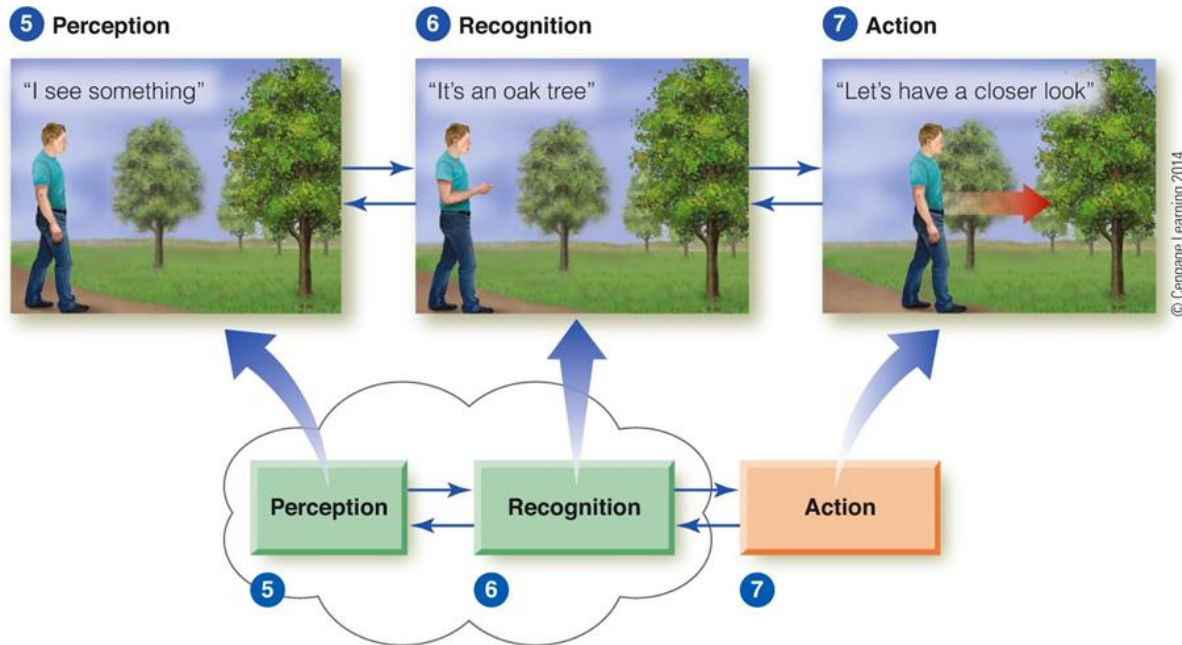 5 Perception
6 Recognition
7 Action
“I see something”
“It’s an oak tree”
“Let’s have a closer look”
© Cengage Learning 2014
Perception
Recognition
Action
5
6
7